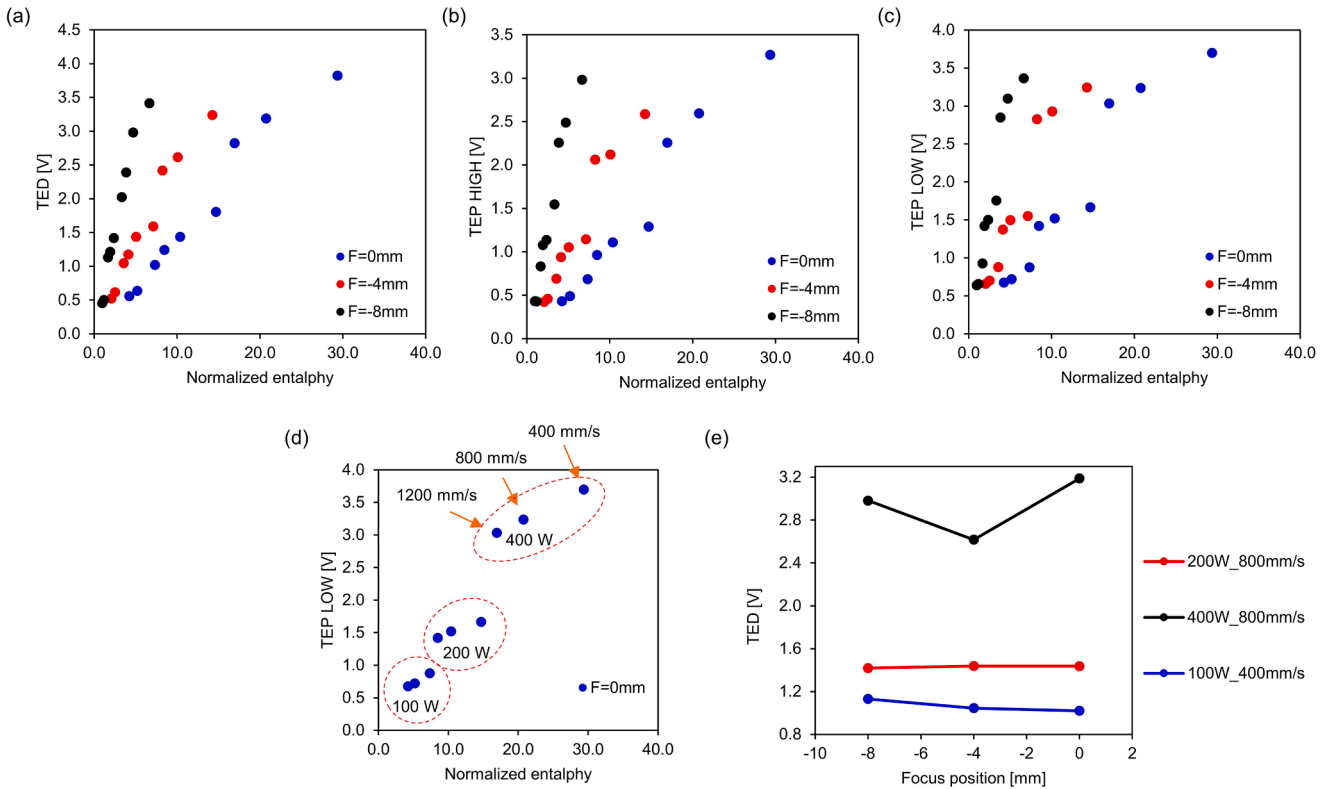 (a)
4.5
4.0
3.5
3.0
2.5
2.0
1.5
1.0
0.5
0.0
TED [V]
F=0mm
F=-4mm
F=-8mm
0.0 10.0 20.0 30.0 40.0
Normalized entalphy
(b)
3.5
3.0
2.5
2.0
1.5
1.0
0.5
0.0
TEP HIGH [V]
F=0mm
F=-4mm
F=-8mm
0.0 10.0 20.0 30.0 40.0
Normalized entalphy
(c)
4.0
3.5
3.0
2.5
2.0
1.5
1.0
0.5
0.0
TEP LOW [V]
F=0mm
F=-4mm
F=-8mm
0.0 10.0 20.0 30.0 40.0
Normalized entalphy
(d)
400 mm/s
800 mm/s
1200 mm/s
4.0
3.5
3.0
2.5
2.0
1.5
1.0
0.5
0.0
TEP LOW [V]
400 W
200 W
100 W
F=0mm
0.0 10.0 20.0 30.0 40.0
Normalized entalphy
(e)
3.2
2.8
2.4
2.0
1.6
1.2
0.8
TED [V]
-10 -8 -6 -4 -2 0 2
Focus position [mm]
200W_800mm/s
400W_800mm/s
100W_400mm/s